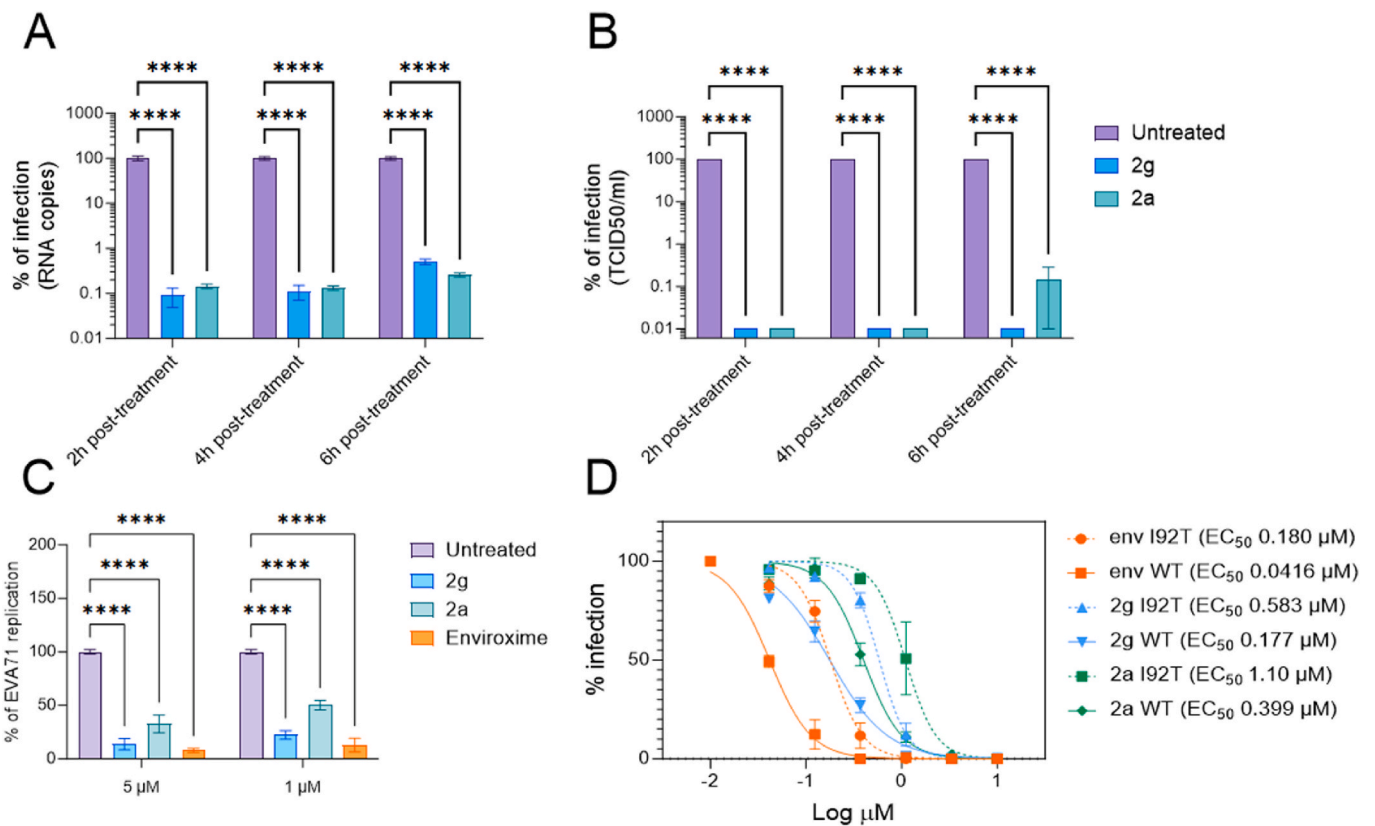 A
**** **** ****
**** **** ****
% of infection
(RNA copies)
1000
100
10
1
0.1
0.01
2h post-treatment
4h post-treatment
6h post-treatment
B
**** **** ****
**** **** ****
% of infection
(TCID50/ml)
1000
100
10
1
0.1
0.01
2h post-treatment
4h post-treatment
6h post-treatment
Untreated
2g
2a
C
**** ****
**** ****
**** ****
% of EVA71 replication
200
150
100
50
0
5 µM
1 µM
Untreated
2g
2a
Enviroxime
D
% infection
100
50
0
-2 -1 0 1
Log µM
env I92T (EC50 0.180 µM)
env WT (EC50 0.0416 µM)
2g I92T (EC50 0.583 µM)
2g WT (EC50 0.177 µM)
2a I92T (EC50 1.10 µM)
2a WT (EC50 0.399 µM)